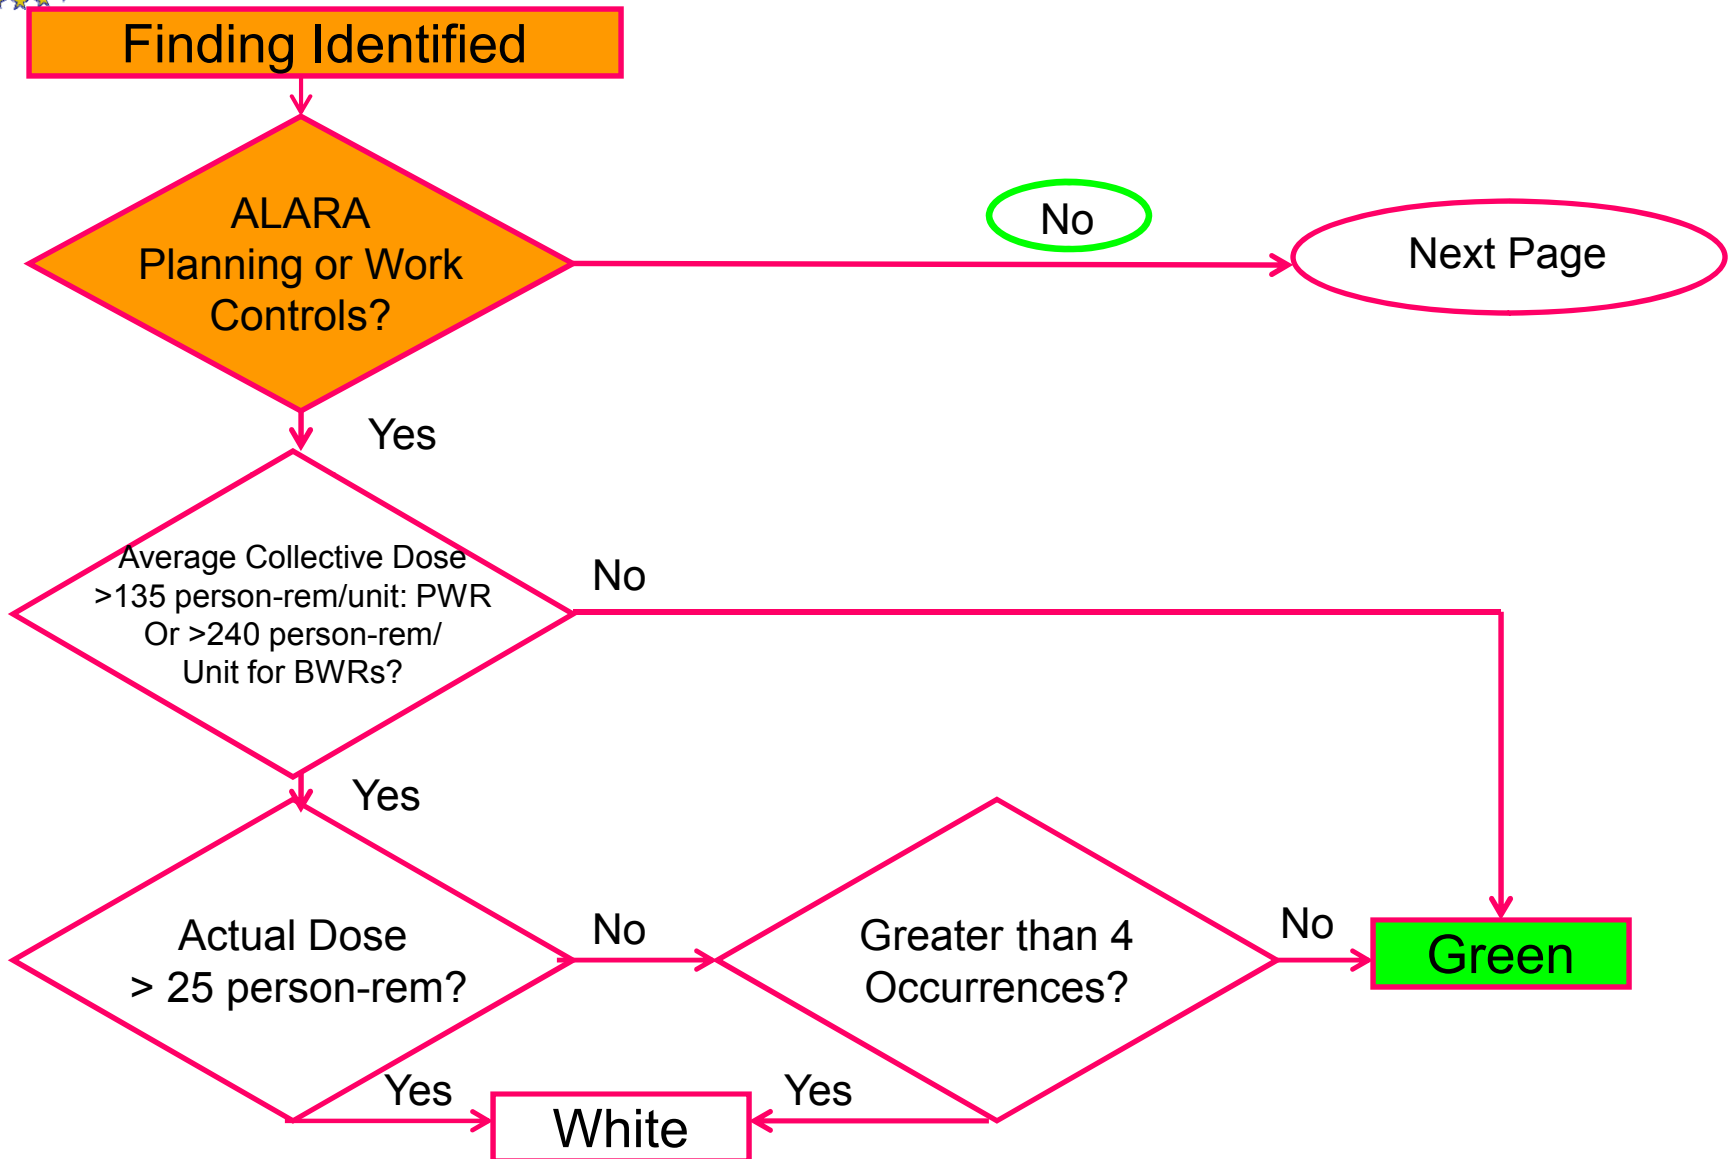 Finding Identified
ALARA
Planning or Work
Controls?
No
Next Page
Yes
Average Collective Dose
>135 person-rem/unit: PWR
Or >240 person-rem/
Unit for BWRs?
No
Yes
Actual Dose
> 25 person-rem?
No
Greater than 4
Occurrences?
No
Green
Yes
White
Yes